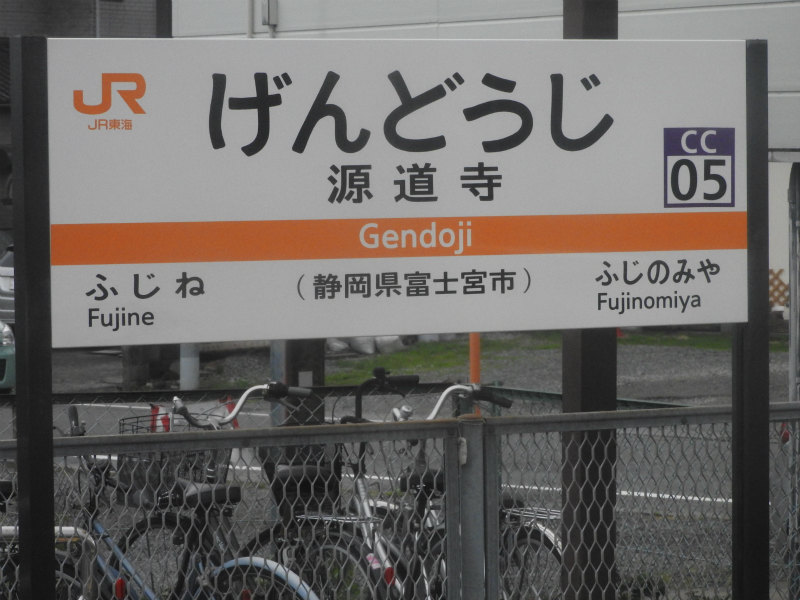 JR
JR東海
げんどうじ
源道寺
CC
05
Gendoji
ふじね
Fujine
(静岡県富士宮市)
ふじのみや
Fujinomiya